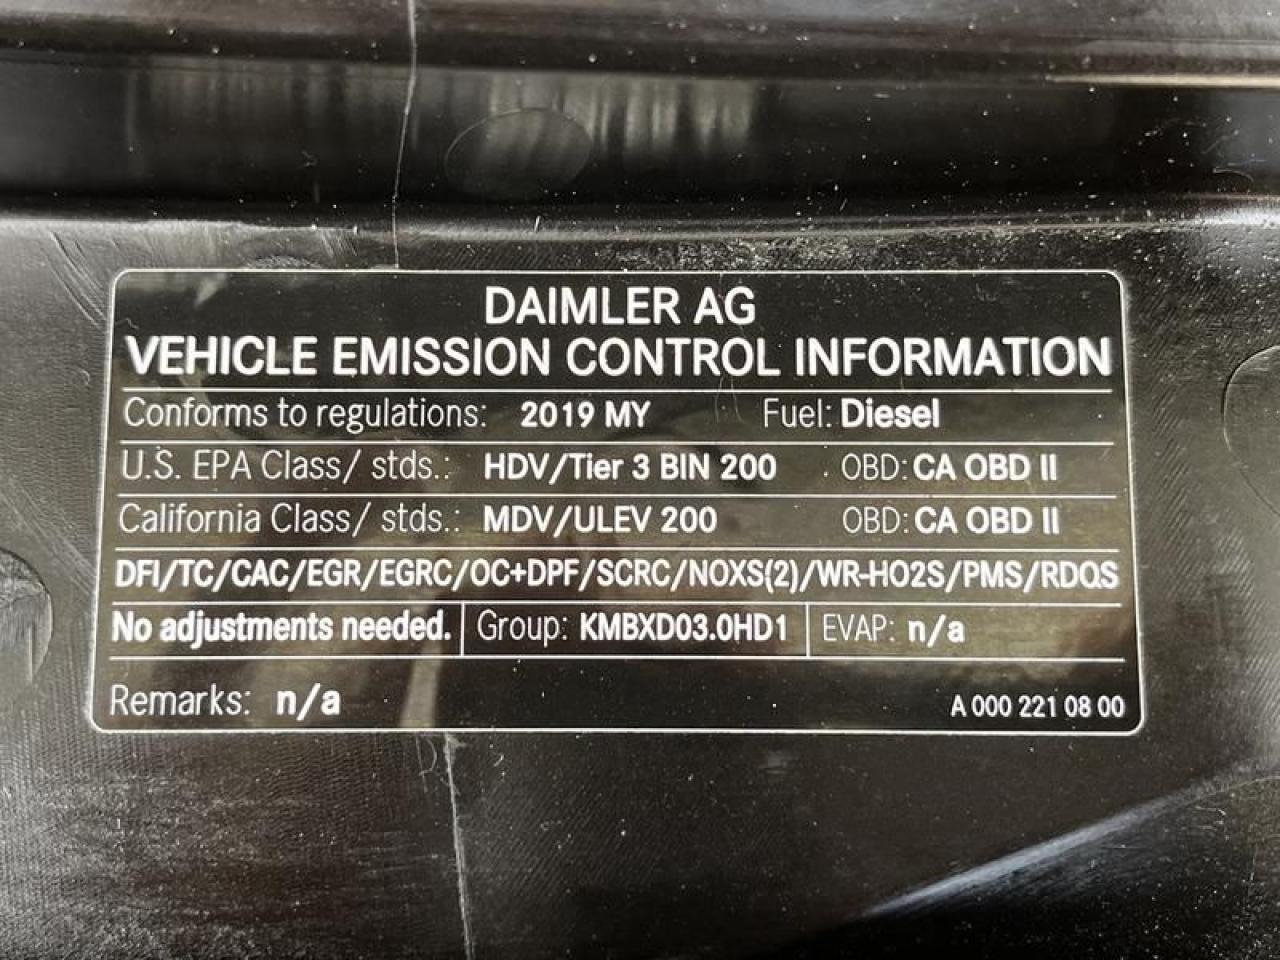 DAIMLER AG
VEHICLE EMISSION CONTROL INFORMATION
Conforms to regulations: 2019 MY Fuel: Diesel
U.S. EPA Class/ stds.: HDV/Tier 3 BIN 200 OBD: CA OBD II
California Class/ stds.: MDV/ULEV 200 OBD: CA OBD II
DFI/TC/CAC/EGR/EGRC/OC+DPF/SCRC/NOXS(2)/WR-HO2S/PMS/RDQS
No adjustments needed. Group: KMBXD03.0HD1 EVAP: n/a
Remarks: n/a A 000 221 08 00